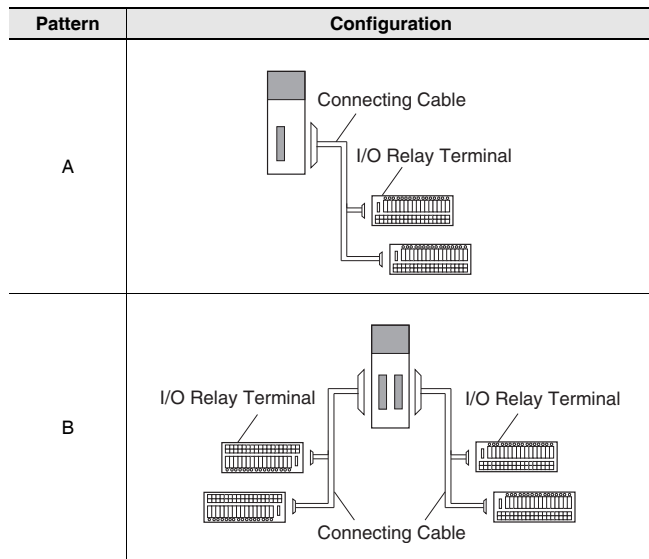 Pattern Configuration
A
Connecting Cable
I/O Relay Terminal
B
I/O Relay Terminal
I/O Relay Terminal
Connecting Cable